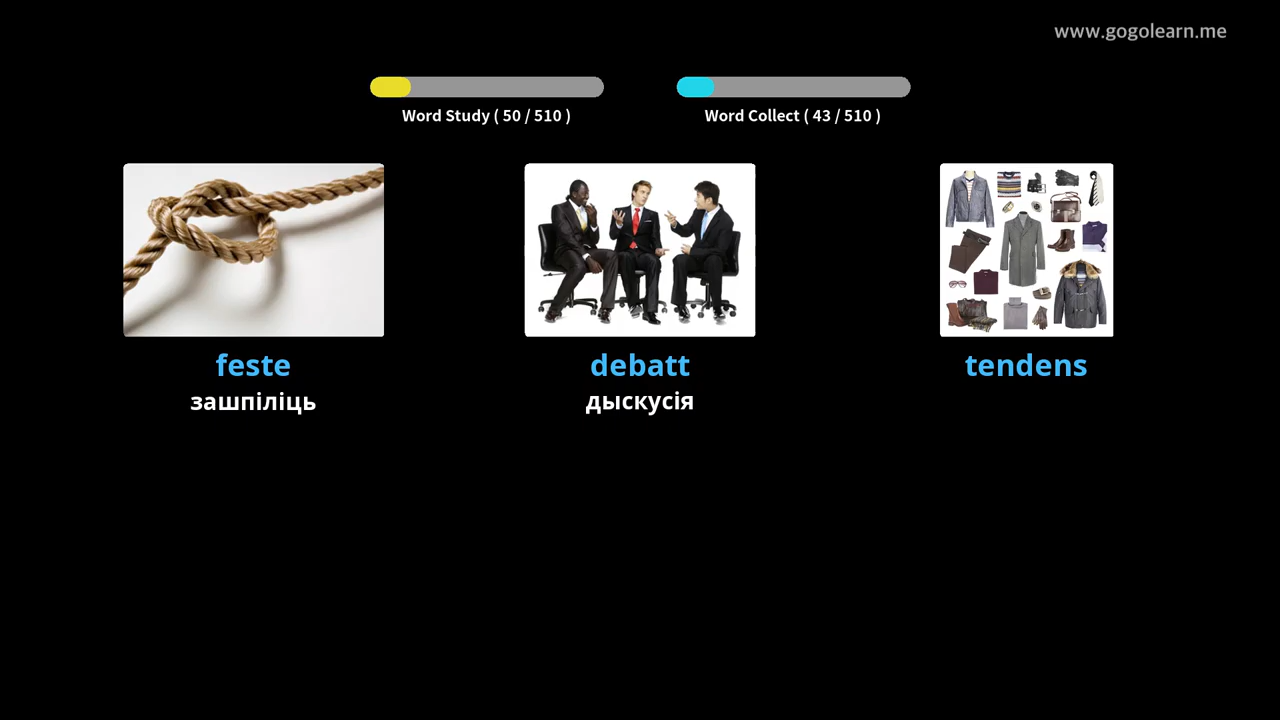 www.gogolearn.me
Word Study ( 50 / 510 )
Word Collect ( 43 / 510 )
feste
debatt
tendens
зашпіліць
дыскусія